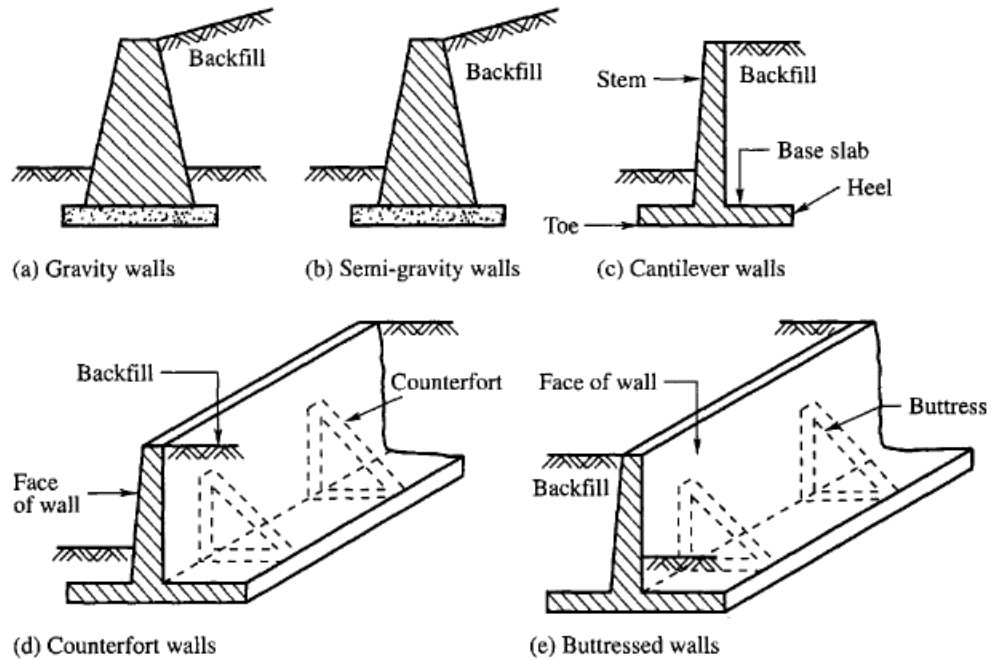 Backfill
(a) Gravity walls
Backfill
(b) Semi-gravity walls
Stem
Backfill
Base slab
Heel
Toe
(c) Cantilever walls
Backfill
Counterfort
Face
of wall
(d) Counterfort walls
Face of wall
Buttress
Backfill
(e) Buttressed walls